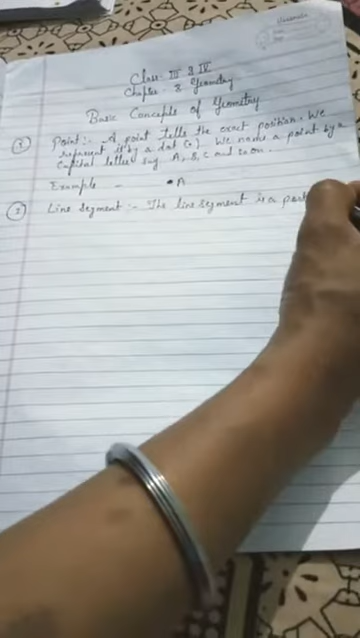 Class- III & IV
Chapter- 8 Geometry
Basic Concepts of Geometry
① Point:- A point tells the exact position. We
represent it by a dot (•). We name a point by a
capital letter say A, B, C and so on.
Example - •A
② Line Segment:- The line segment is a part